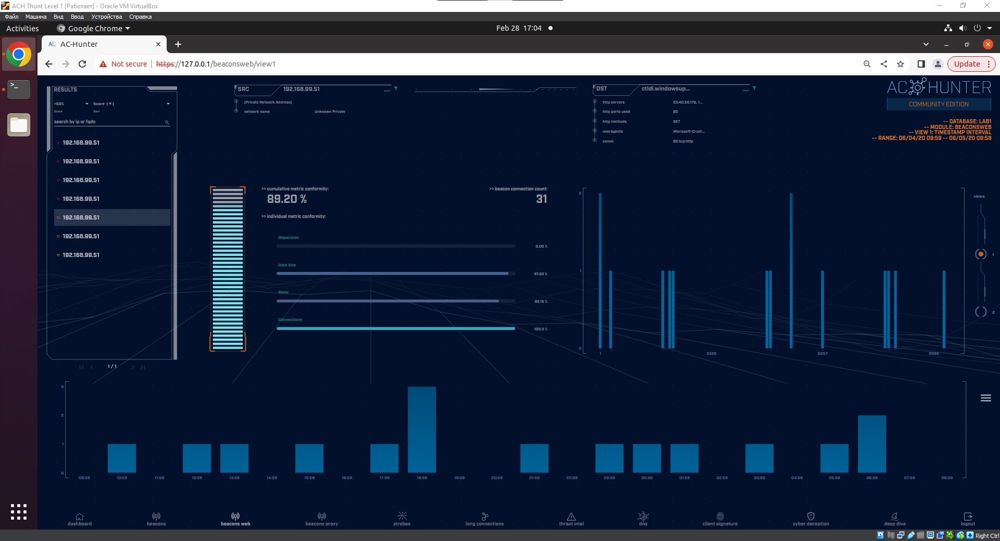 ACH Thunt Level 1 [Работает] - Oracle VM VirtualBox
Файл Машина Вид Ввод Устройства Справка
Activities Google Chrome Feb 28 17:04
AC-Hunter
Not secure https://127.0.0.1/beaconsweb/view1 Update
RESULTS
>50% Score [▼]
Score Sort
search by ip or fqdn
192.168.99.51
192.168.99.51
192.168.99.51
192.168.99.51
192.168.99.51
192.168.99.51
192.168.99.51
1 / 1
SRC 192.168.99.51
[Private Network Address]
network name Unknown Private
DST ctldl.windowsup...
http servers 23.40.55.176, 1...
http ports used 80
http methods GET
useragents Microsoft-Crypt...
comm 80:tcp:http
AC HUNTER
COMMUNITY EDITION
-- DATABASE: LAB1
-- MODULE: BEACONSWEB
-- VIEW 1: TIMESTAMP INTERVAL
-- RANGE: 06/04/20 09:59 -- 06/05/20 09:58
>> cumulative metric conformity:
89.20 %
>> beacon connection count:
31
>> individual metric conformity:
Dispersion
0.00 %
Data Size
97.20 %
Skew
93.15 %
Connections
100.0 %
2
1
0
1 3329 6657 9985
views
1
2
3
2
1
0
09:59 10:59 11:59 12:59 13:59 14:59 15:59 16:59 17:59 18:59 19:59 20:59 21:59 22:59 23:59 00:59 01:59 02:59 03:58 04:58 05:58 06:58 07:58 08:58
dashboard beacons beacons web beacons proxy strobes long connections threat intel dns client signature cyber deception deep dive logout
Right Ctrl